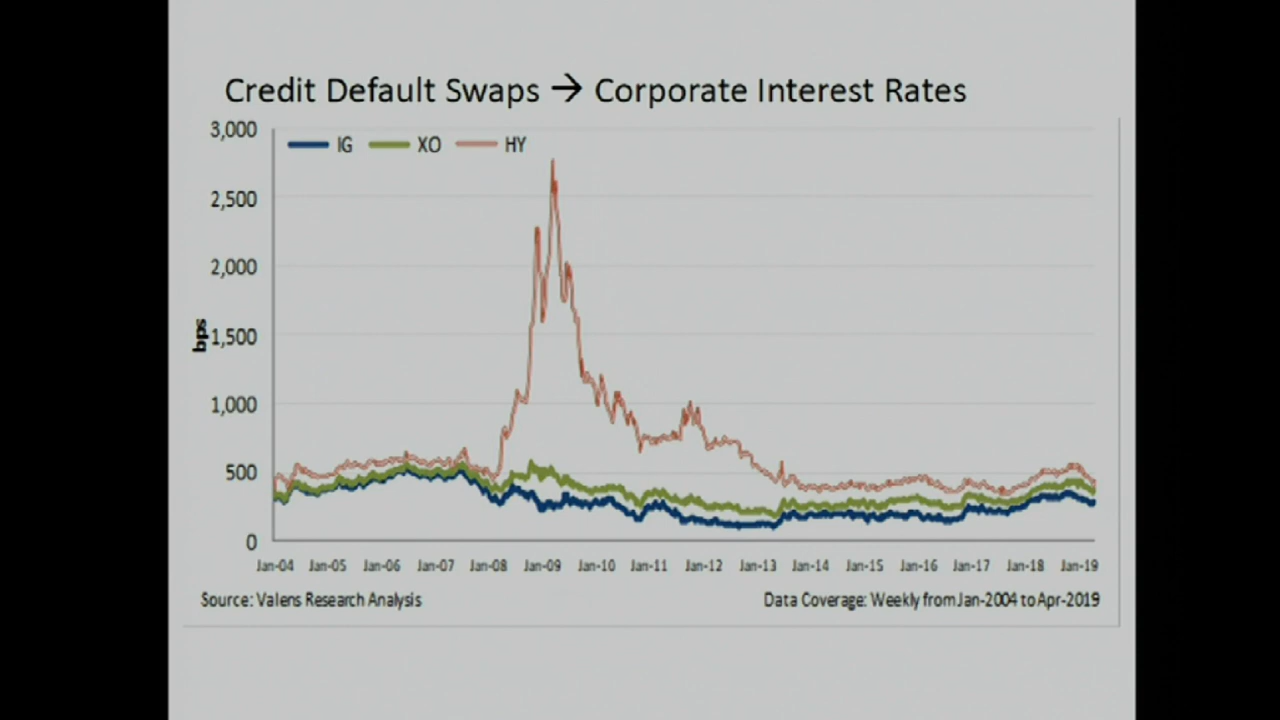 Credit Default Swaps → Corporate Interest Rates
3,000
IG XO HY
2,500
2,000
bps
1,500
1,000
500
0
Jan-04 Jan-05 Jan-06 Jan-07 Jan-08 Jan-09 Jan-10 Jan-11 Jan-12 Jan-13 Jan-14 Jan-15 Jan-16 Jan-17 Jan-18 Jan-19
Source: Valens Research Analysis
Data Coverage: Weekly from Jan-2004 to Apr-2019